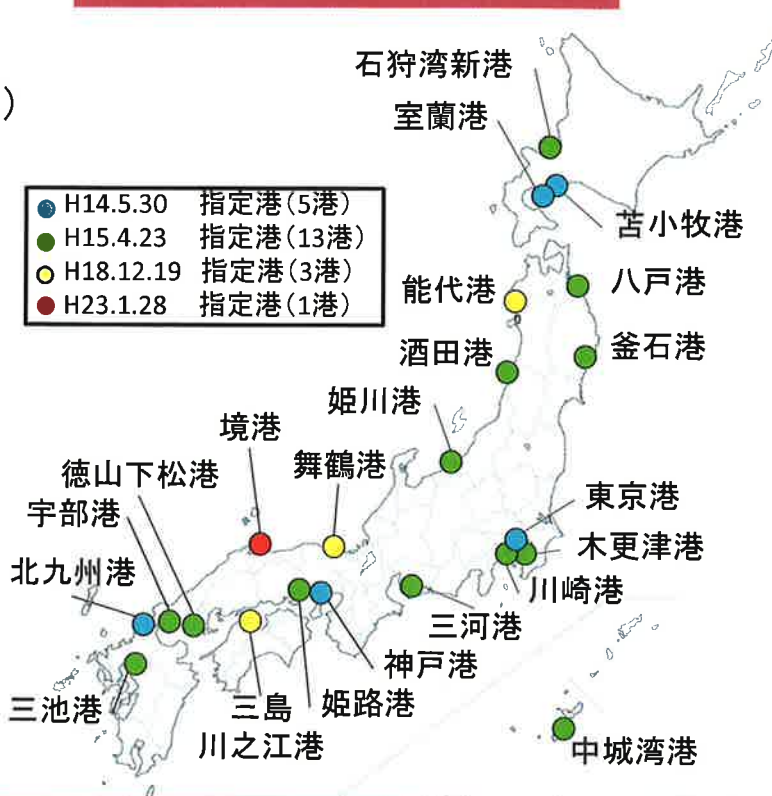 )
石狩湾新港
室蘭港
H14.5.30 指定港(5港)
H15.4.23 指定港(13港)
H18.12.19 指定港(3港)
H23.1.28 指定港(1港)
苫小牧港
能代港
八戸港
酒田港
釜石港
姫川港
境港
舞鶴港
徳山下松港
宇部港
東京港
木更津港
北九州港
川崎港
三河港
神戸港
三池港
三島
川之江港
姫路港
中城湾港